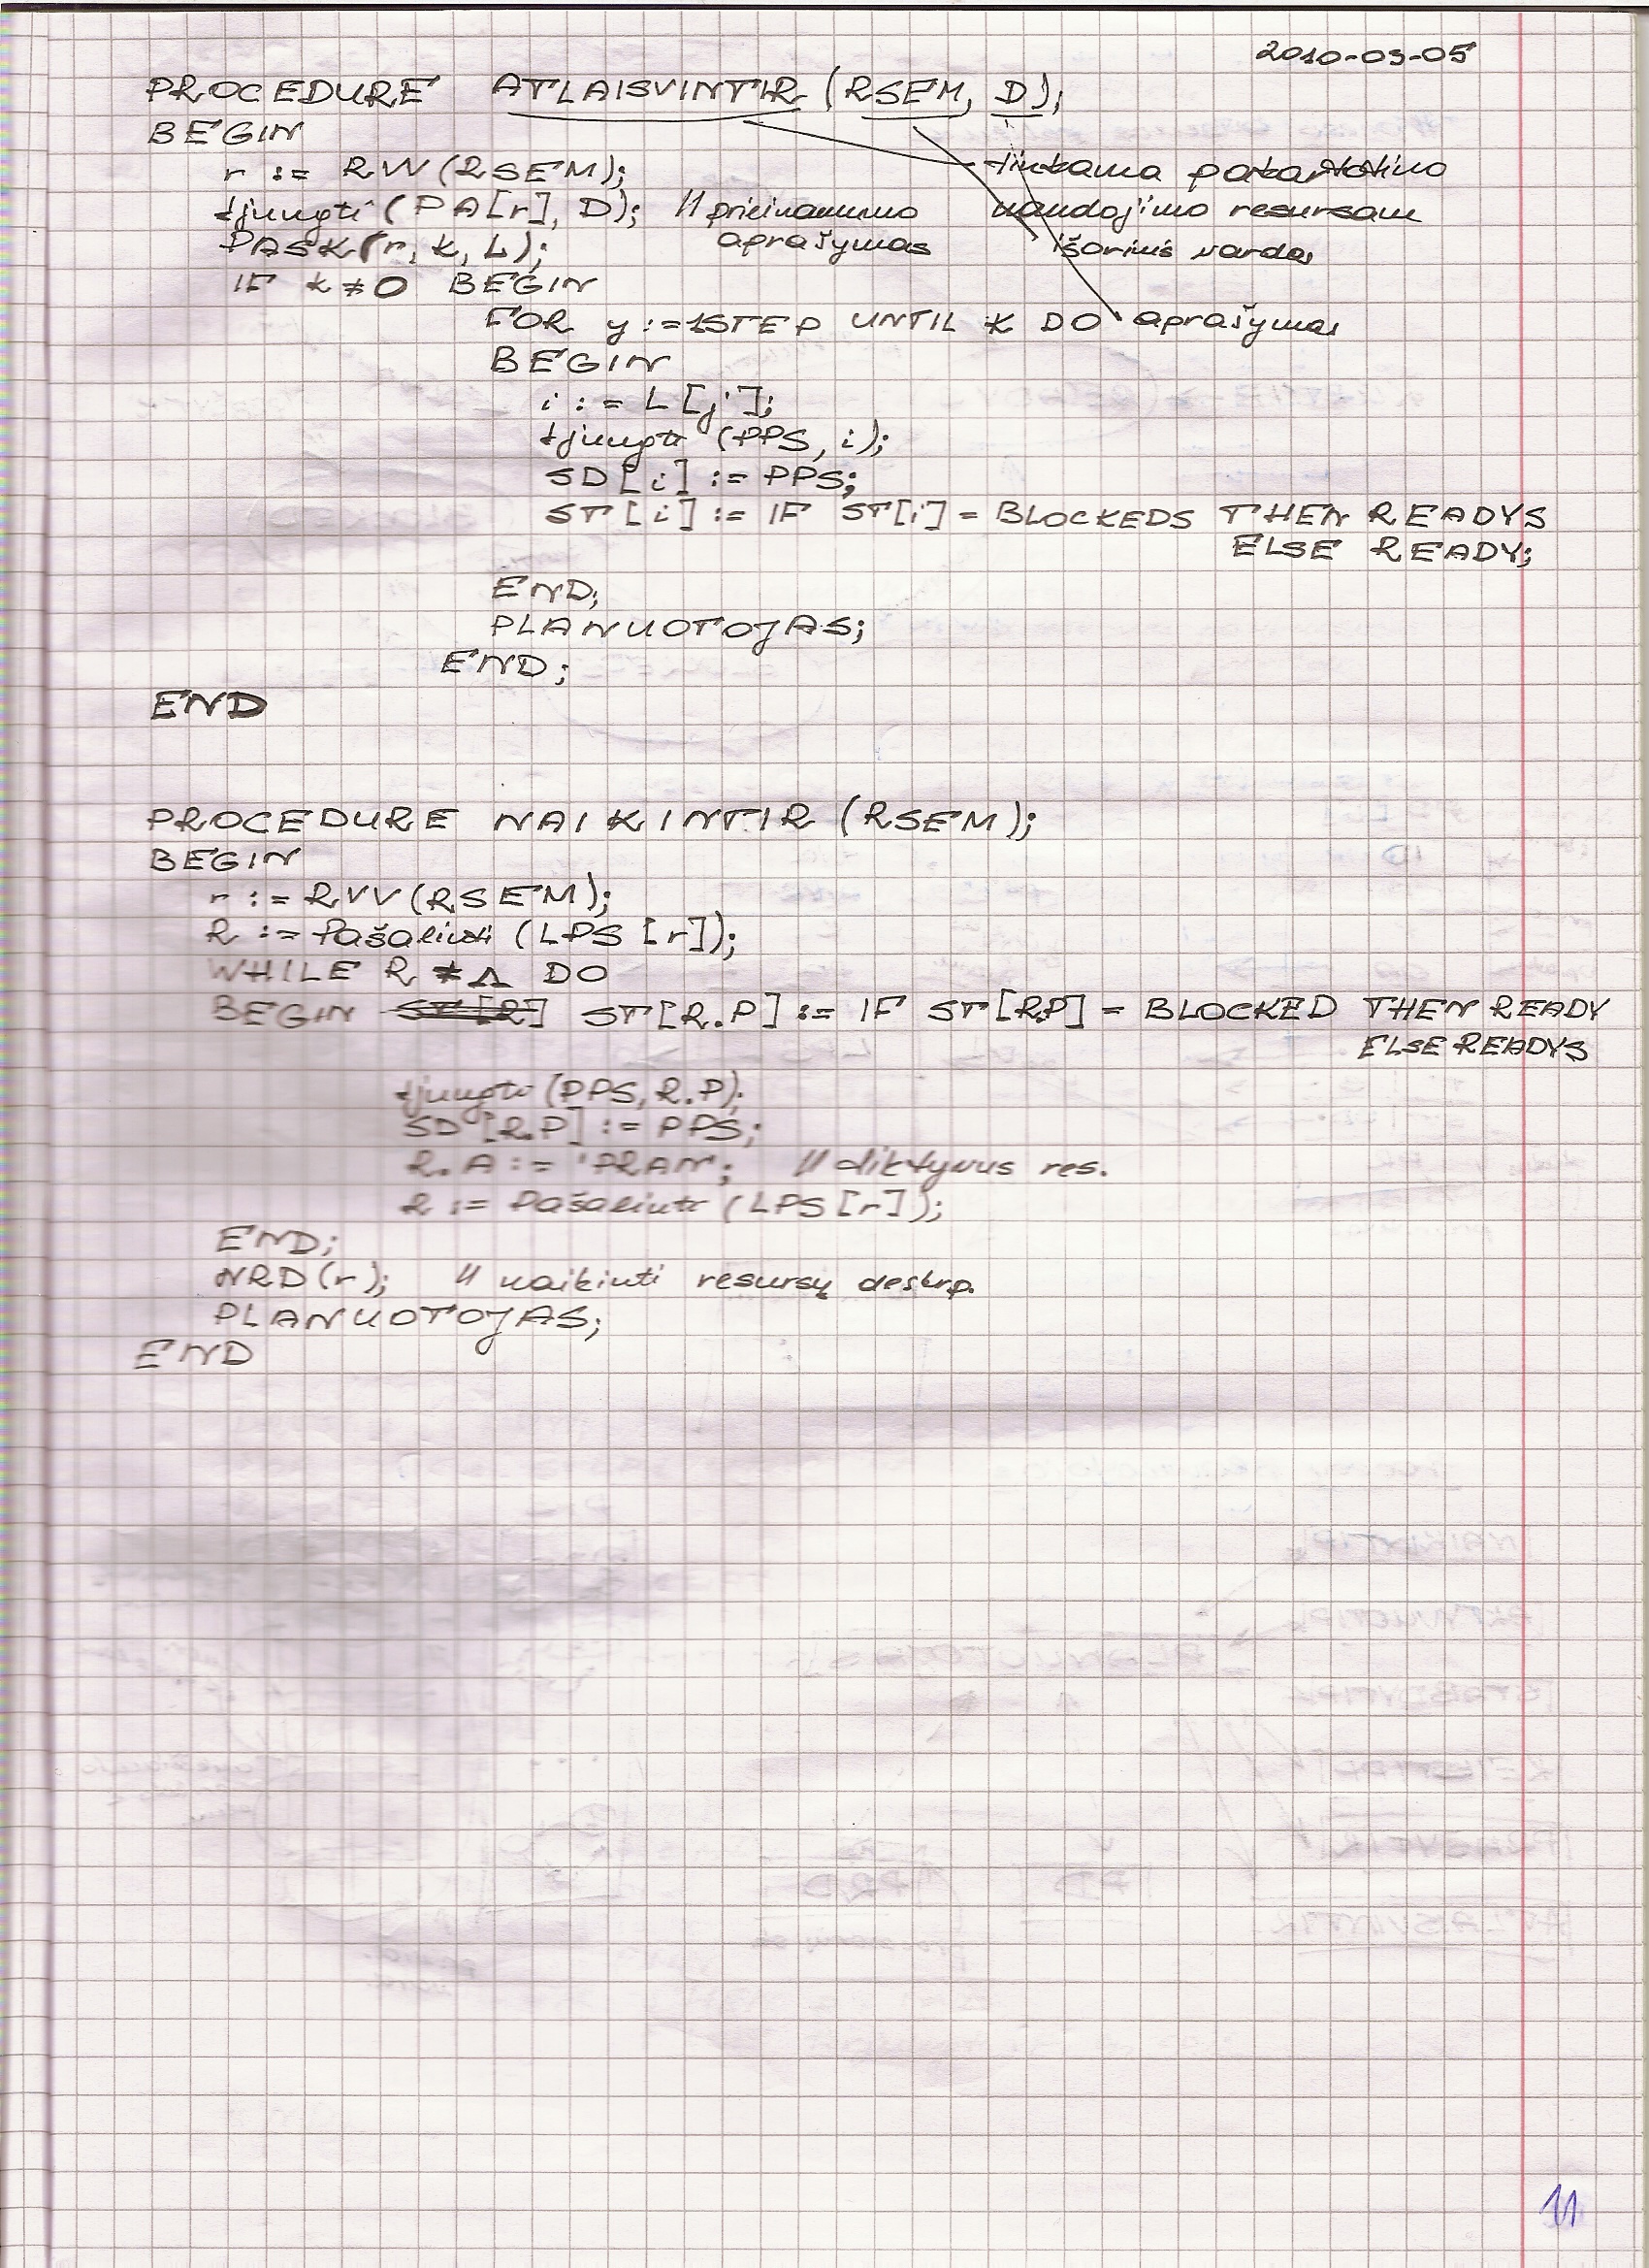 2010-03-05
PROCEDURE ATLAISVINTIR (RSEM, D);
BEGIN
r := RVV (RSEM);
Įjungti (PA[r], D); // prieinamumo
aprašymas
tinkama pakartotino
naudojimo resursam
išorinis vardas
aprašymas
PASK (r, k, L);
IF k ≠ 0 BEGIN
FOR y := 1 STEP UNTIL K DO
BEGIN
i := L [j];
Įjungti (PPS, i);
SD [i] := PPS;
ST [i] := IF ST[i] = BLOCKEDS THEN READYS
ELSE READY;
END;
PLANUOTOJAS;
END;
END
PROCEDURE NAIKINTIR (RSEM);
BEGIN
r := RVV (RSEM);
R := Pašalinti (LPS [r]);
WHILE R ≠ Λ DO
BEGIN ST[R] ST[R.P] := IF ST[R.P] = BLOCKED THEN READY
ELSE READYS
Įjungti (PPS, R.P);
SD [R.P] := PPS;
R.A := 'PRAN'; // diktyvus res.
R := Pašalinti (LPS [r]);
END;
NRD (r); // naikinti resursų deskrp.
PLANUOTOJAS;
END
11